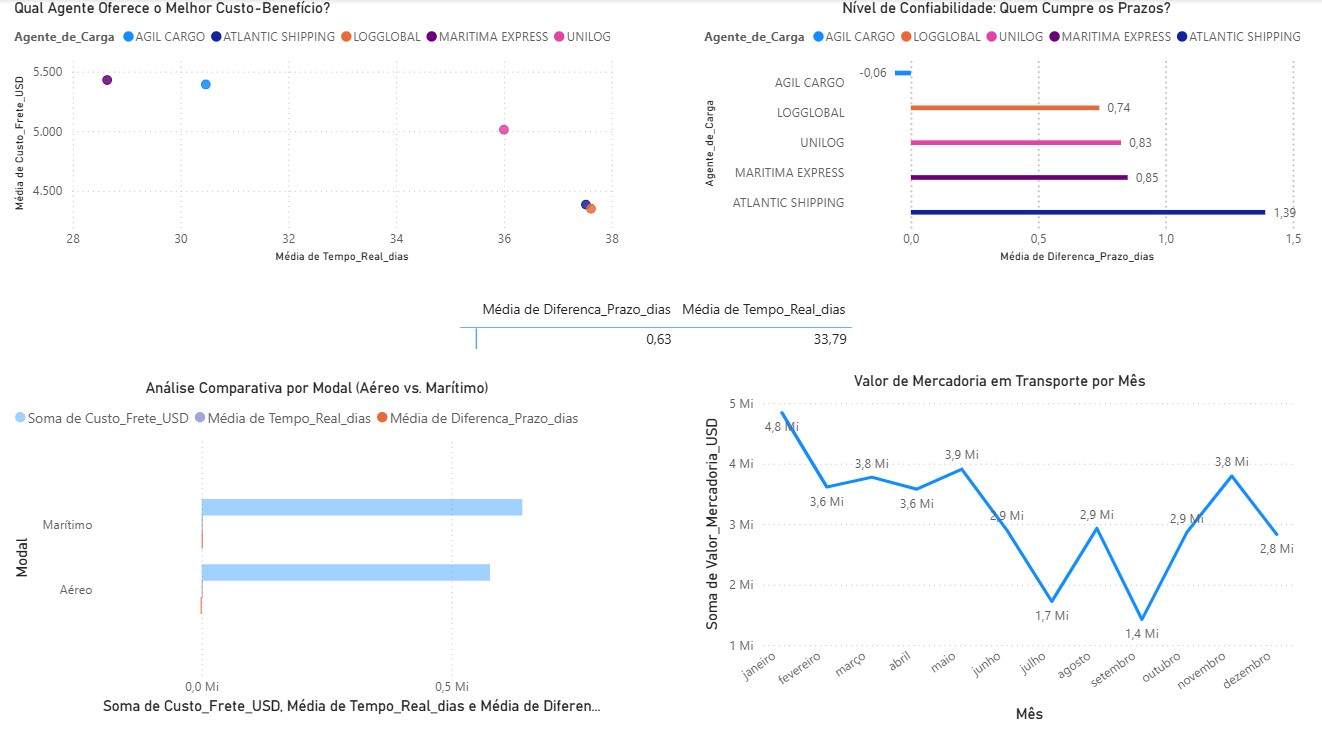 Qual Agente Oferece o Melhor Custo-Benefício?
Agente_de_Carga AGIL CARGO ATLANTIC SHIPPING LOGGLOBAL MARITIMA EXPRESS UNILOG
Média de Custo_Frete_USD
5.500
5.000
4.500
28 30 32 34 36 38
Média de Tempo_Real_dias
Nível de Confiabilidade: Quem Cumpre os Prazos?
Agente_de_Carga AGIL CARGO LOGGLOBAL UNILOG MARITIMA EXPRESS ATLANTIC SHIPPING
Agente_de_Carga
AGIL CARGO -0,06
LOGGLOBAL 0,74
UNILOG 0,83
MARITIMA EXPRESS 0,85
ATLANTIC SHIPPING 1,39
0,0 0,5 1,0 1,5
Média de Diferenca_Prazo_dias
Média de Diferenca_Prazo_dias Média de Tempo_Real_dias
0,63 33,79
Análise Comparativa por Modal (Aéreo vs. Marítimo)
Soma de Custo_Frete_USD Média de Tempo_Real_dias Média de Diferenca_Prazo_dias
Modal
Marítimo
Aéreo
0,0 Mi 0,5 Mi
Soma de Custo_Frete_USD, Média de Tempo_Real_dias e Média de Diferen...
Valor de Mercadoria em Transporte por Mês
Soma de Valor_Mercadoria_USD
5 Mi
4 Mi
3 Mi
2 Mi
1 Mi
4,8 Mi
3,6 Mi
3,8 Mi
3,6 Mi
3,9 Mi
2,9 Mi
1,7 Mi
2,9 Mi
1,4 Mi
2,9 Mi
3,8 Mi
2,8 Mi
janeiro fevereiro março abril maio junho julho agosto setembro outubro novembro dezembro
Mês